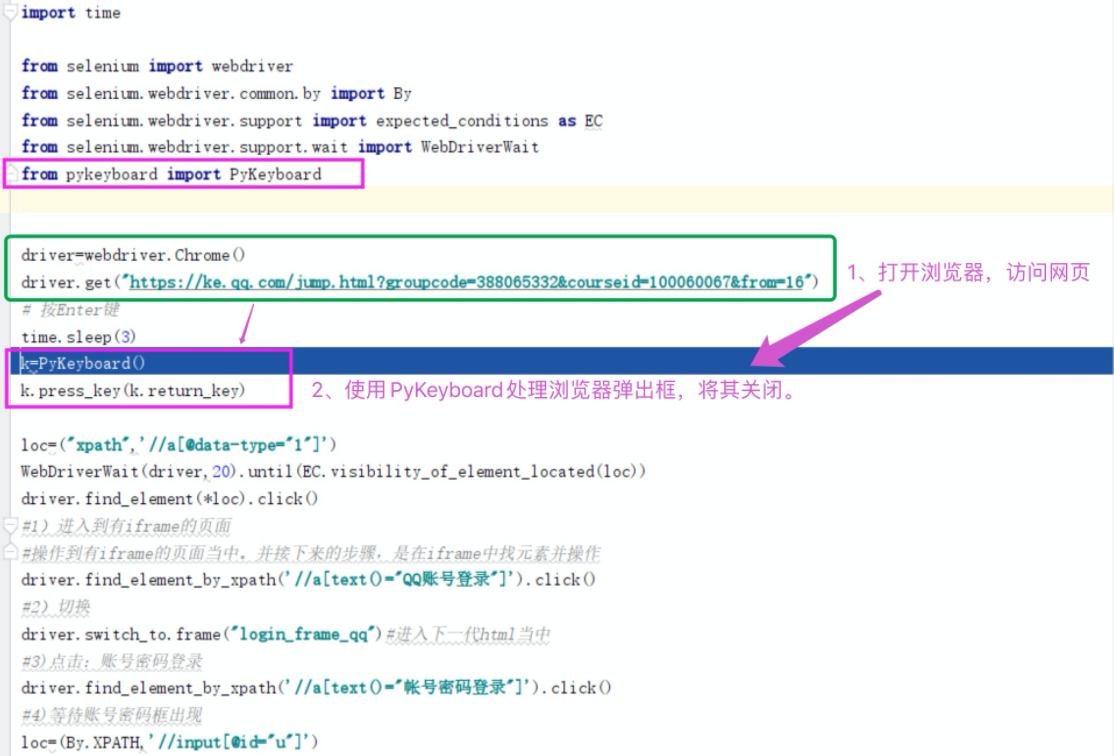 import time
from selenium import webdriver
from selenium.webdriver.common.by import By
from selenium.webdriver.support import expected_conditions as EC
from selenium.webdriver.support.wait import WebDriverWait
from pykeyboard import PyKeyboard
driver=webdriver.Chrome()
driver.get("https://ke.qq.com/jump.html?groupcode=388065332&courseid=100060067&from=16")
1、打开浏览器，访问网页
# 按Enter键
time.sleep(3)
k=PyKeyboard()
k.press_key(k.return_key)
2、使用PyKeyboard处理浏览器弹出框，将其关闭。
loc=("xpath",'//a[@data-type="1"]')
WebDriverWait(driver,20).until(EC.visibility_of_element_located(loc))
driver.find_element(*loc).click()
#1）进入到有iframe的页面
#操作到有iframe的页面当中。并接下来的步骤，是在iframe中找元素并操作
driver.find_element_by_xpath('//a[text()="QQ账号登录"]').click()
#2）切换
driver.switch_to.frame("login_frame_qq")#进入下一代html当中
#3)点击：账号密码登录
driver.find_element_by_xpath('//a[text()="帐号密码登录"]').click()
#4)等待账号密码框出现
loc=(By.XPATH,'//input[@id="u"]')